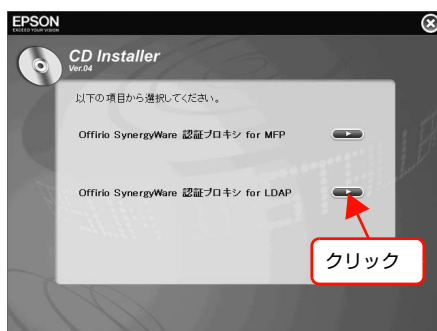 EPSON
EXCEED YOUR VISION
CD Installer
Ver.04
以下の項目から選択してください。
Offirio SynergyWare 認証プロキシ for MFP
Offirio SynergyWare 認証プロキシ for LDAP
クリック